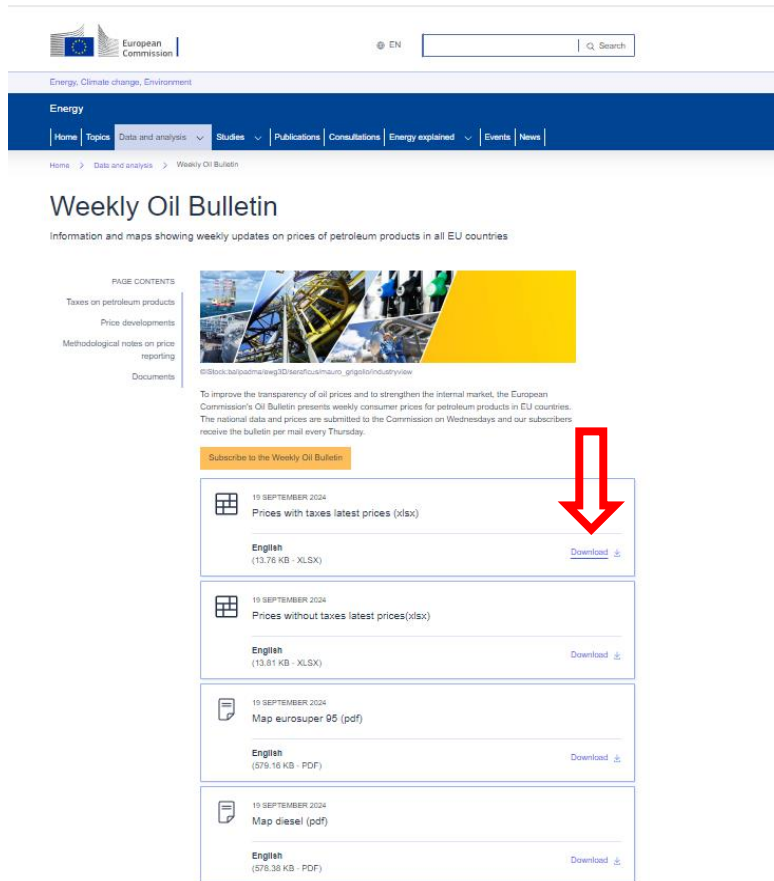 European
Commission
EN
Search
Energy, Climate change, Environment
Energy
Home Topics Data and analysis Studies Publications Consultations Energy explained Events News
Home > Data and analysis > Weekly Oil Bulletin
Weekly Oil Bulletin
Information and maps showing weekly updates on prices of petroleum products in all EU countries
PAGE CONTENTS
Taxes on petroleum products
Price developments
Methodological notes on price
reporting
Documents
To improve the transparency of oil prices and to strengthen the internal market, the European
Commission's Oil Bulletin presents weekly consumer prices for petroleum products in EU countries.
The national data and prices are submitted to the Commission on Wednesdays and our subscribers
receive the bulletin per mail every Thursday.
Subscribe to the Weekly Oil Bulletin
19 SEPTEMBER 2024
Prices with taxes latest prices (xlsx)
English
(13.76 KB - XLSX)
Download
19 SEPTEMBER 2024
Prices without taxes latest prices(xlsx)
English
(13.81 KB - XLSX)
Download
19 SEPTEMBER 2024
Map eurosuper 95 (pdf)
English
(579.16 KB - PDF)
Download
19 SEPTEMBER 2024
Map diesel (pdf)
English
(578.38 KB - PDF)
Download